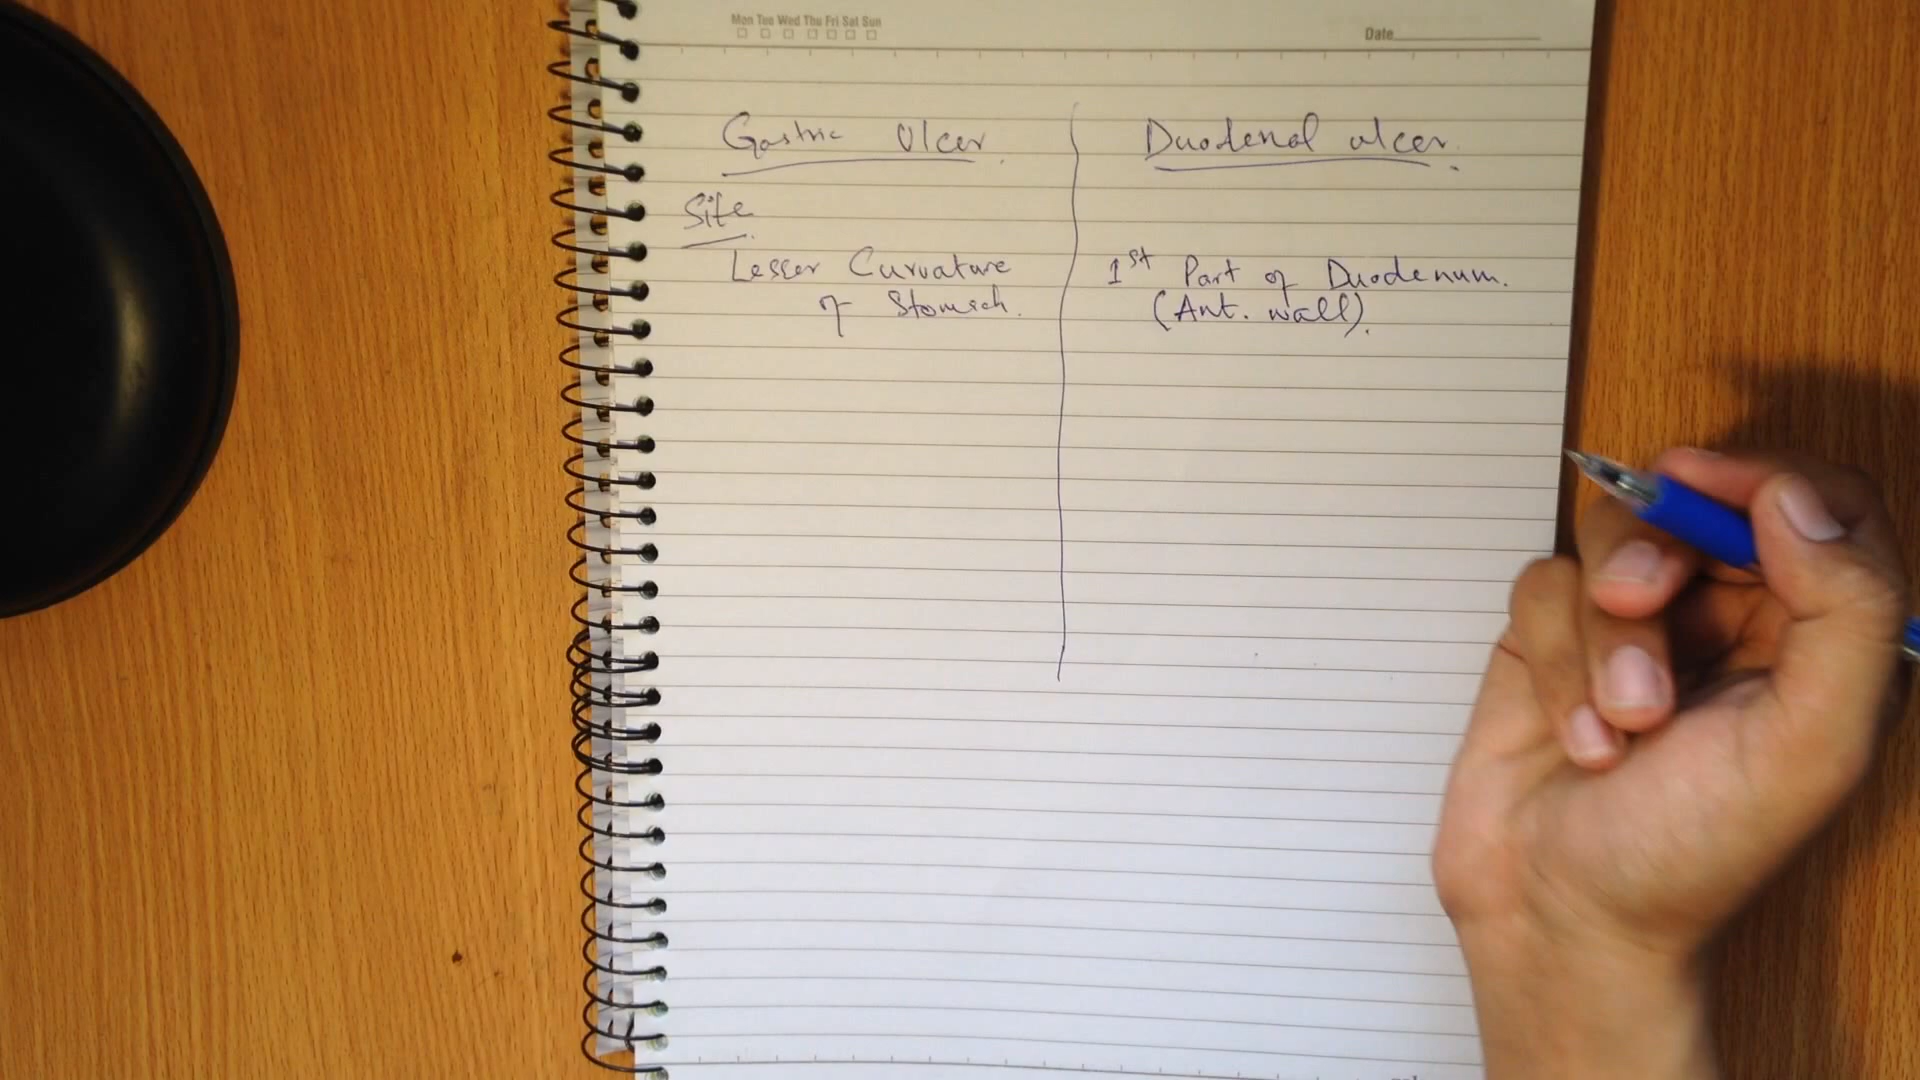 Mon Tue Wed Thu Fri Sat Sun
Date
Gastric Ulcer.
Duodenal ulcer.
Site
Lesser Curvature
of Stomach.
1st Part of Duodenum.
(Ant. wall).